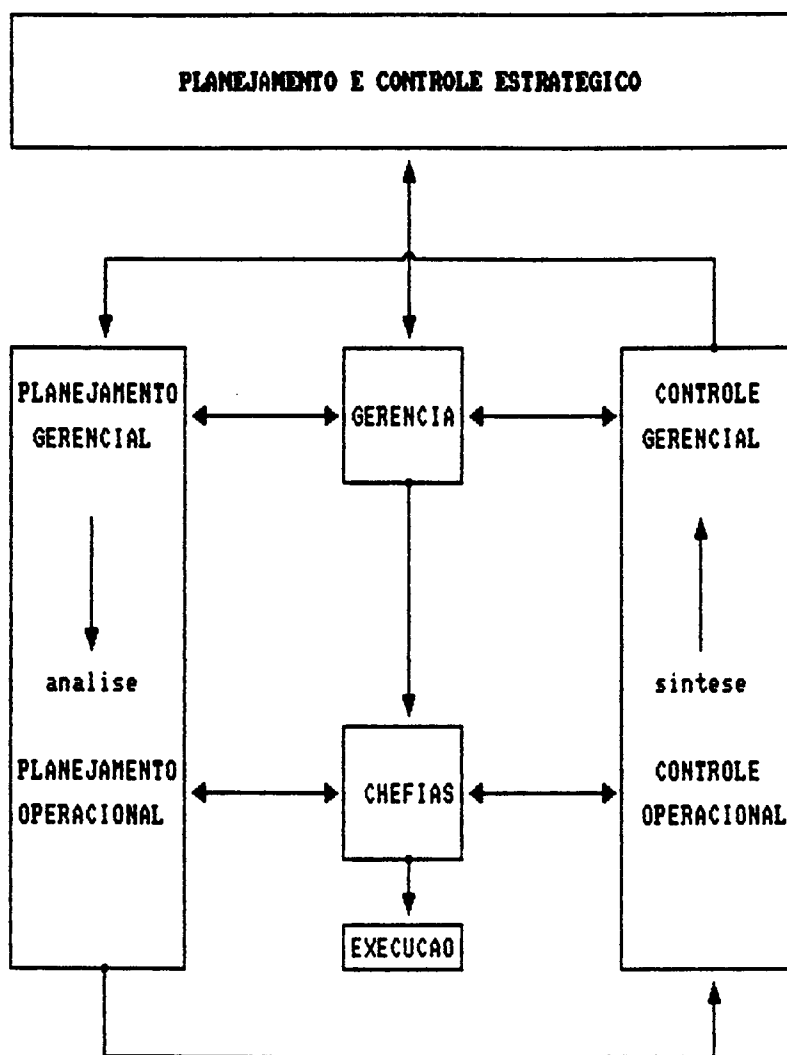 PLANEJAMENTO E CONTROLE ESTRATEGICO
PLANEJAMENTO
GERENCIAL
GERENCIA
CONTROLE
GERENCIAL
analise
sintese
PLANEJAMENTO
OPERACIONAL
CHEFIAS
CONTROLE
OPERACIONAL
EXECUCAO